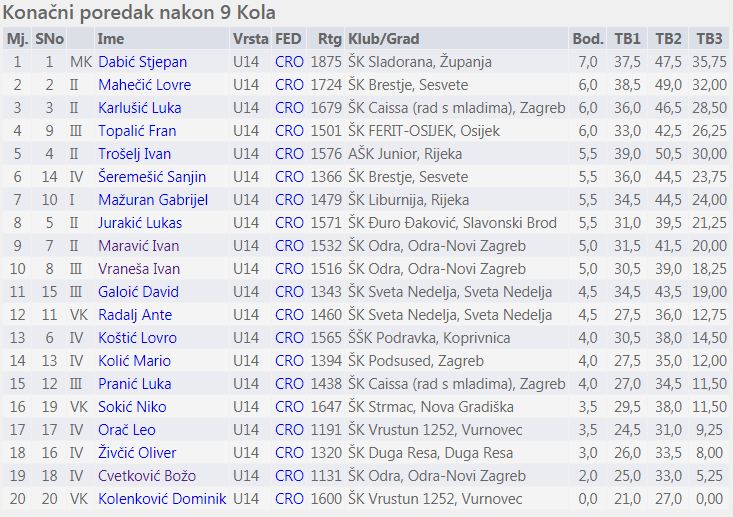 Konačni poredak nakon 9 Kola
Mj. SNo Ime Vrsta FED Rtg Klub/Grad Bod. TB1 TB2 TB3
1 1 MK Dabić Stjepan U14 CRO 1875 ŠK Sladorana, Županja 7,0 37,5 47,5 35,75
2 2 II Mahečić Lovre U14 CRO 1724 ŠK Brestje, Sesvete 6,0 38,5 49,0 32,00
3 3 II Karlušić Luka U14 CRO 1679 ŠK Caissa (rad s mladima), Zagreb 6,0 36,0 46,5 28,50
4 9 III Topalić Fran U14 CRO 1501 ŠK FERIT-OSIJEK, Osijek 6,0 33,0 42,5 26,25
5 4 II Trošelj Ivan U14 CRO 1576 AŠK Junior, Rijeka 5,5 39,0 50,5 30,00
6 14 IV Šeremešić Sanjin U14 CRO 1366 ŠK Brestje, Sesvete 5,5 36,0 44,5 23,75
7 10 I Mažuran Gabrijel U14 CRO 1479 ŠK Liburnija, Rijeka 5,5 34,5 44,5 24,00
8 5 II Jurakić Lukas U14 CRO 1571 ŠK Đuro Đaković, Slavonski Brod 5,5 31,0 39,5 21,25
9 7 II Maravić Ivan U14 CRO 1532 ŠK Odra, Odra-Novi Zagreb 5,0 31,5 41,5 20,00
10 8 III Vraneša Ivan U14 CRO 1516 ŠK Odra, Odra-Novi Zagreb 5,0 30,5 39,0 18,25
11 15 III Galoić David U14 CRO 1343 ŠK Sveta Nedelja, Sveta Nedelja 4,5 34,5 43,5 19,00
12 11 VK Radalj Ante U14 CRO 1460 ŠK Sveta Nedelja, Sveta Nedelja 4,5 27,5 36,0 12,75
13 6 IV Koštić Lovro U14 CRO 1565 ŠŠK Podravka, Koprivnica 4,0 30,5 38,0 14,50
14 13 IV Kolić Mario U14 CRO 1394 ŠK Podsused, Zagreb 4,0 27,5 35,0 12,00
15 12 III Pranić Luka U14 CRO 1438 ŠK Caissa (rad s mladima), Zagreb 4,0 27,0 34,5 11,50
16 19 VK Sokić Niko U14 CRO 1647 ŠK Strmac, Nova Gradiška 3,5 29,5 38,0 11,50
17 17 IV Orač Leo U14 CRO 1191 ŠK Vrustun 1252, Vurnovec 3,5 24,5 31,0 9,25
18 16 IV Živčić Oliver U14 CRO 1320 ŠK Duga Resa, Duga Resa 3,0 26,0 33,5 8,00
19 18 IV Cvetković Božo U14 CRO 1131 ŠK Odra, Odra-Novi Zagreb 2,0 25,0 33,0 5,25
20 20 VK Kolenković Dominik U14 CRO 1600 ŠK Vrustun 1252, Vurnovec 0,0 21,0 27,0 0,00